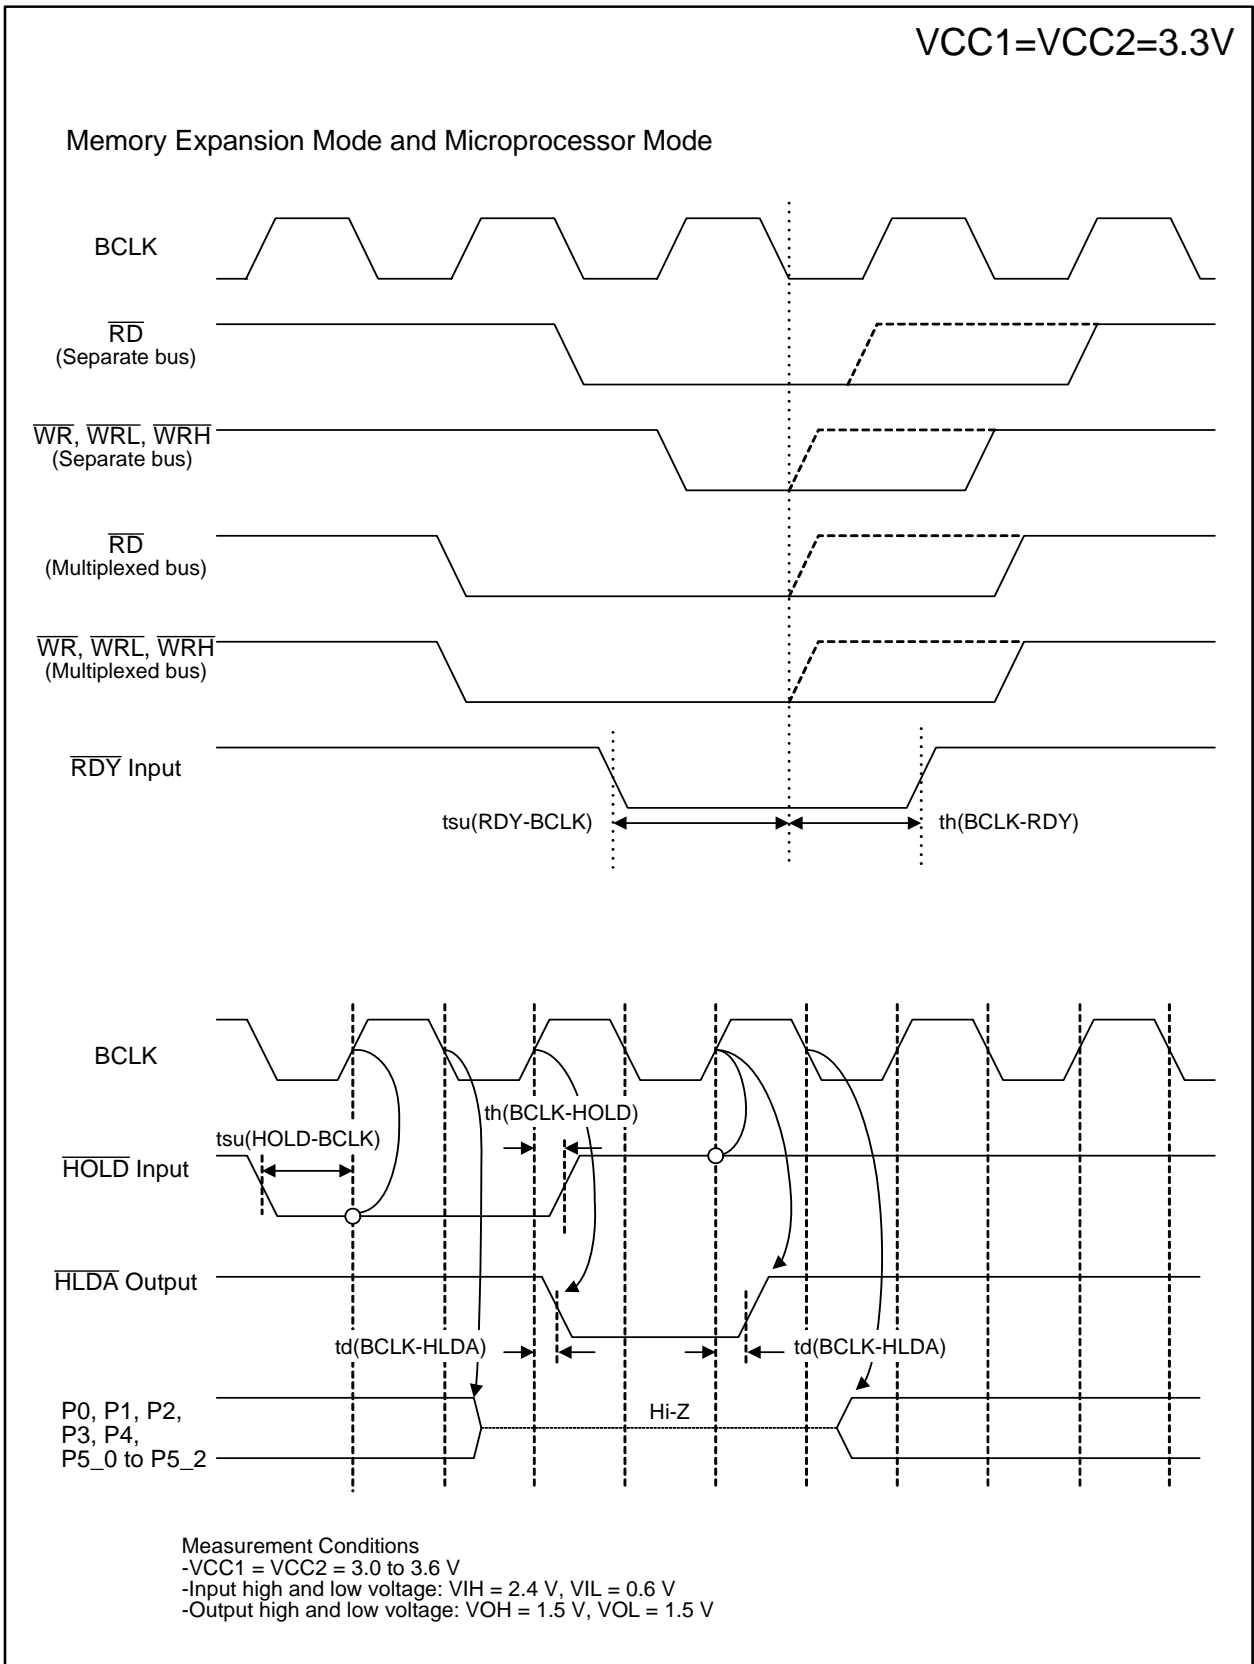 VCC1=VCC2=3.3V
Memory Expansion Mode and Microprocessor Mode
BCLK
RD
(Separate bus)
WR, WRL, WRH
(Separate bus)
RD
(Multiplexed bus)
WR, WRL, WRH
(Multiplexed bus)
RDY Input
tsu(RDY-BCLK)
th(BCLK-RDY)
BCLK
th(BCLK-HOLD)
tsu(HOLD-BCLK)
HOLD Input
HLDA Output
td(BCLK-HLDA)
td(BCLK-HLDA)
Hi-Z
P0, P1, P2,
P3, P4,
P5_0 to P5_2
Measurement Conditions
-VCC1 = VCC2 = 3.0 to 3.6 V
-Input high and low voltage: VIH = 2.4 V, VIL = 0.6 V
-Output high and low voltage: VOH = 1.5 V, VOL = 1.5 V